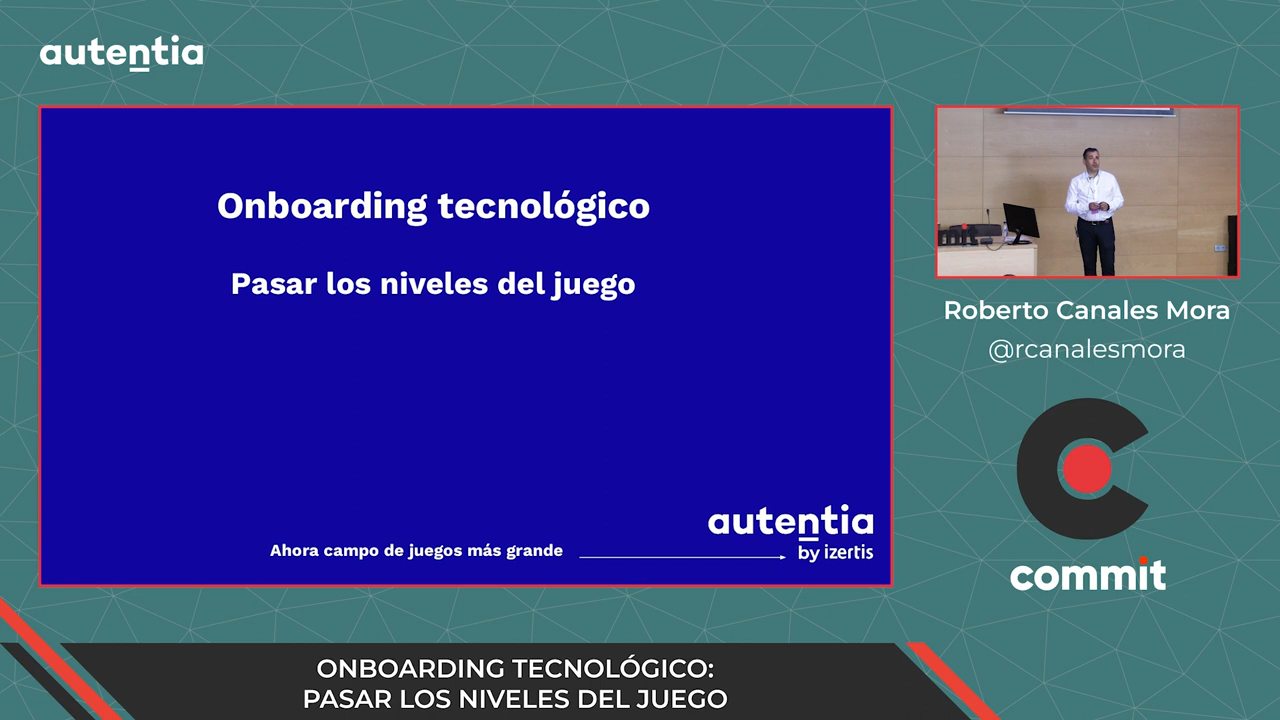 autentia
Onboarding tecnológico
Pasar los niveles del juego
Ahora campo de juegos más grande
autentia
by izertis
Roberto Canales Mora
@rcanalesmora
commit
ONBOARDING TECNOLÓGICO:
PASAR LOS NIVELES DEL JUEGO